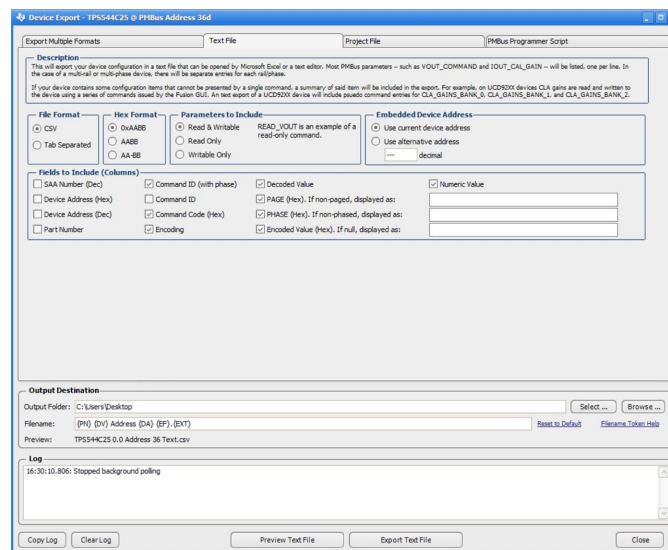 Device Export - TPS544C25 @ PMBus Address 36d
Export Multiple Formats
Text File
Project File
PMBus Programmer Script
Description
This will export your device configuration in a text file that can be opened by Microsoft Excel or a text editor. Most PMBus parameters -- such as VOUT_COMMAND and IOUT_CAL_GAIN -- will be listed, one per line. In
the case of a multi-rail or multi-phase device, there will be separate entries for each rail/phase.
If your device contains some configuration items that cannot be presented by a single command, a summary of said item will be included in the export. For example, on UCD92XX devices CLA gains are read and written to
the device using a series of commands issued by the Fusion GUI. An text export of a UCD92XX device will include psuedo command entries for CLA_GAINS_BANK_0, CLA_GAINS_BANK_1, and CLA_GAINS_BANK_2.
File Format
CSV
Tab Separated
Hex Format
0xAABB
AABB
AA-BB
Parameters to Include
Read & Writable
Read Only
Writable Only
READ_VOUT is an example of a
read-only command.
Embedded Device Address
Use current device address
Use alternative address
--- decimal
Fields to Include (Columns)
SAA Number (Dec)
Command ID (with phase)
Decoded Value
Numeric Value
Device Address (Hex)
Command ID
PAGE (Hex). If non-paged, displayed as:
Device Address (Dec)
Command Code (Hex)
PHASE (Hex). If non-phased, displayed as:
Part Number
Encoding
Encoded Value (Hex). If null, displayed as:
Output Destination
Output Folder: C:\Users\Desktop
Select ...
Browse ...
Filename: {PN} {DV} Address {DA} {EF}.{EXT}
Reset to Default
Filename Token Help
Preview: TPS544C25 0.0 Address 36 Text.csv
Log
16:30:10.806: Stopped background polling
Copy Log
Clear Log
Preview Text File
Export Text File
Close